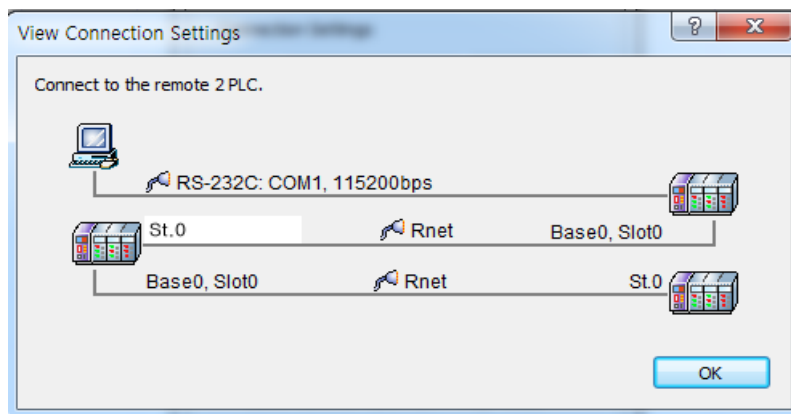 View Connection Settings
?
X
Connect to the remote 2 PLC.
RS-232C: COM1, 115200bps
St.0
Rnet
Base0, Slot0
Base0, Slot0
Rnet
St.0
OK